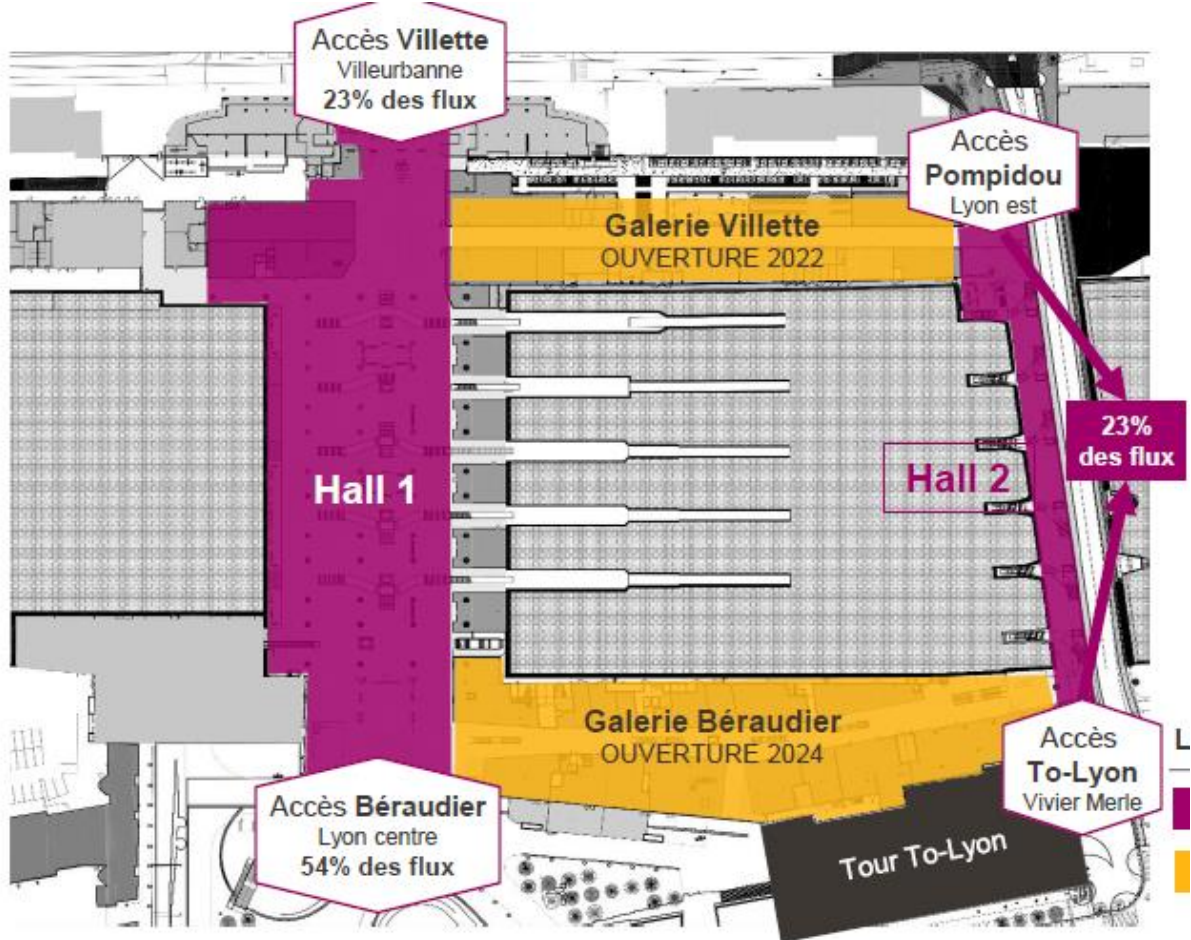 Accès Villette
Villeurbanne
23% des flux
Accès
Pompidou
Lyon est
Galerie Villette
OUVERTURE 2022
23%
des flux
Hall 1
Hall 2
Galerie Béraudier
OUVERTURE 2024
Accès
To-Lyon
Vivier Merle
L
Accès Béraudier
Lyon centre
54% des flux
Tour To-Lyon